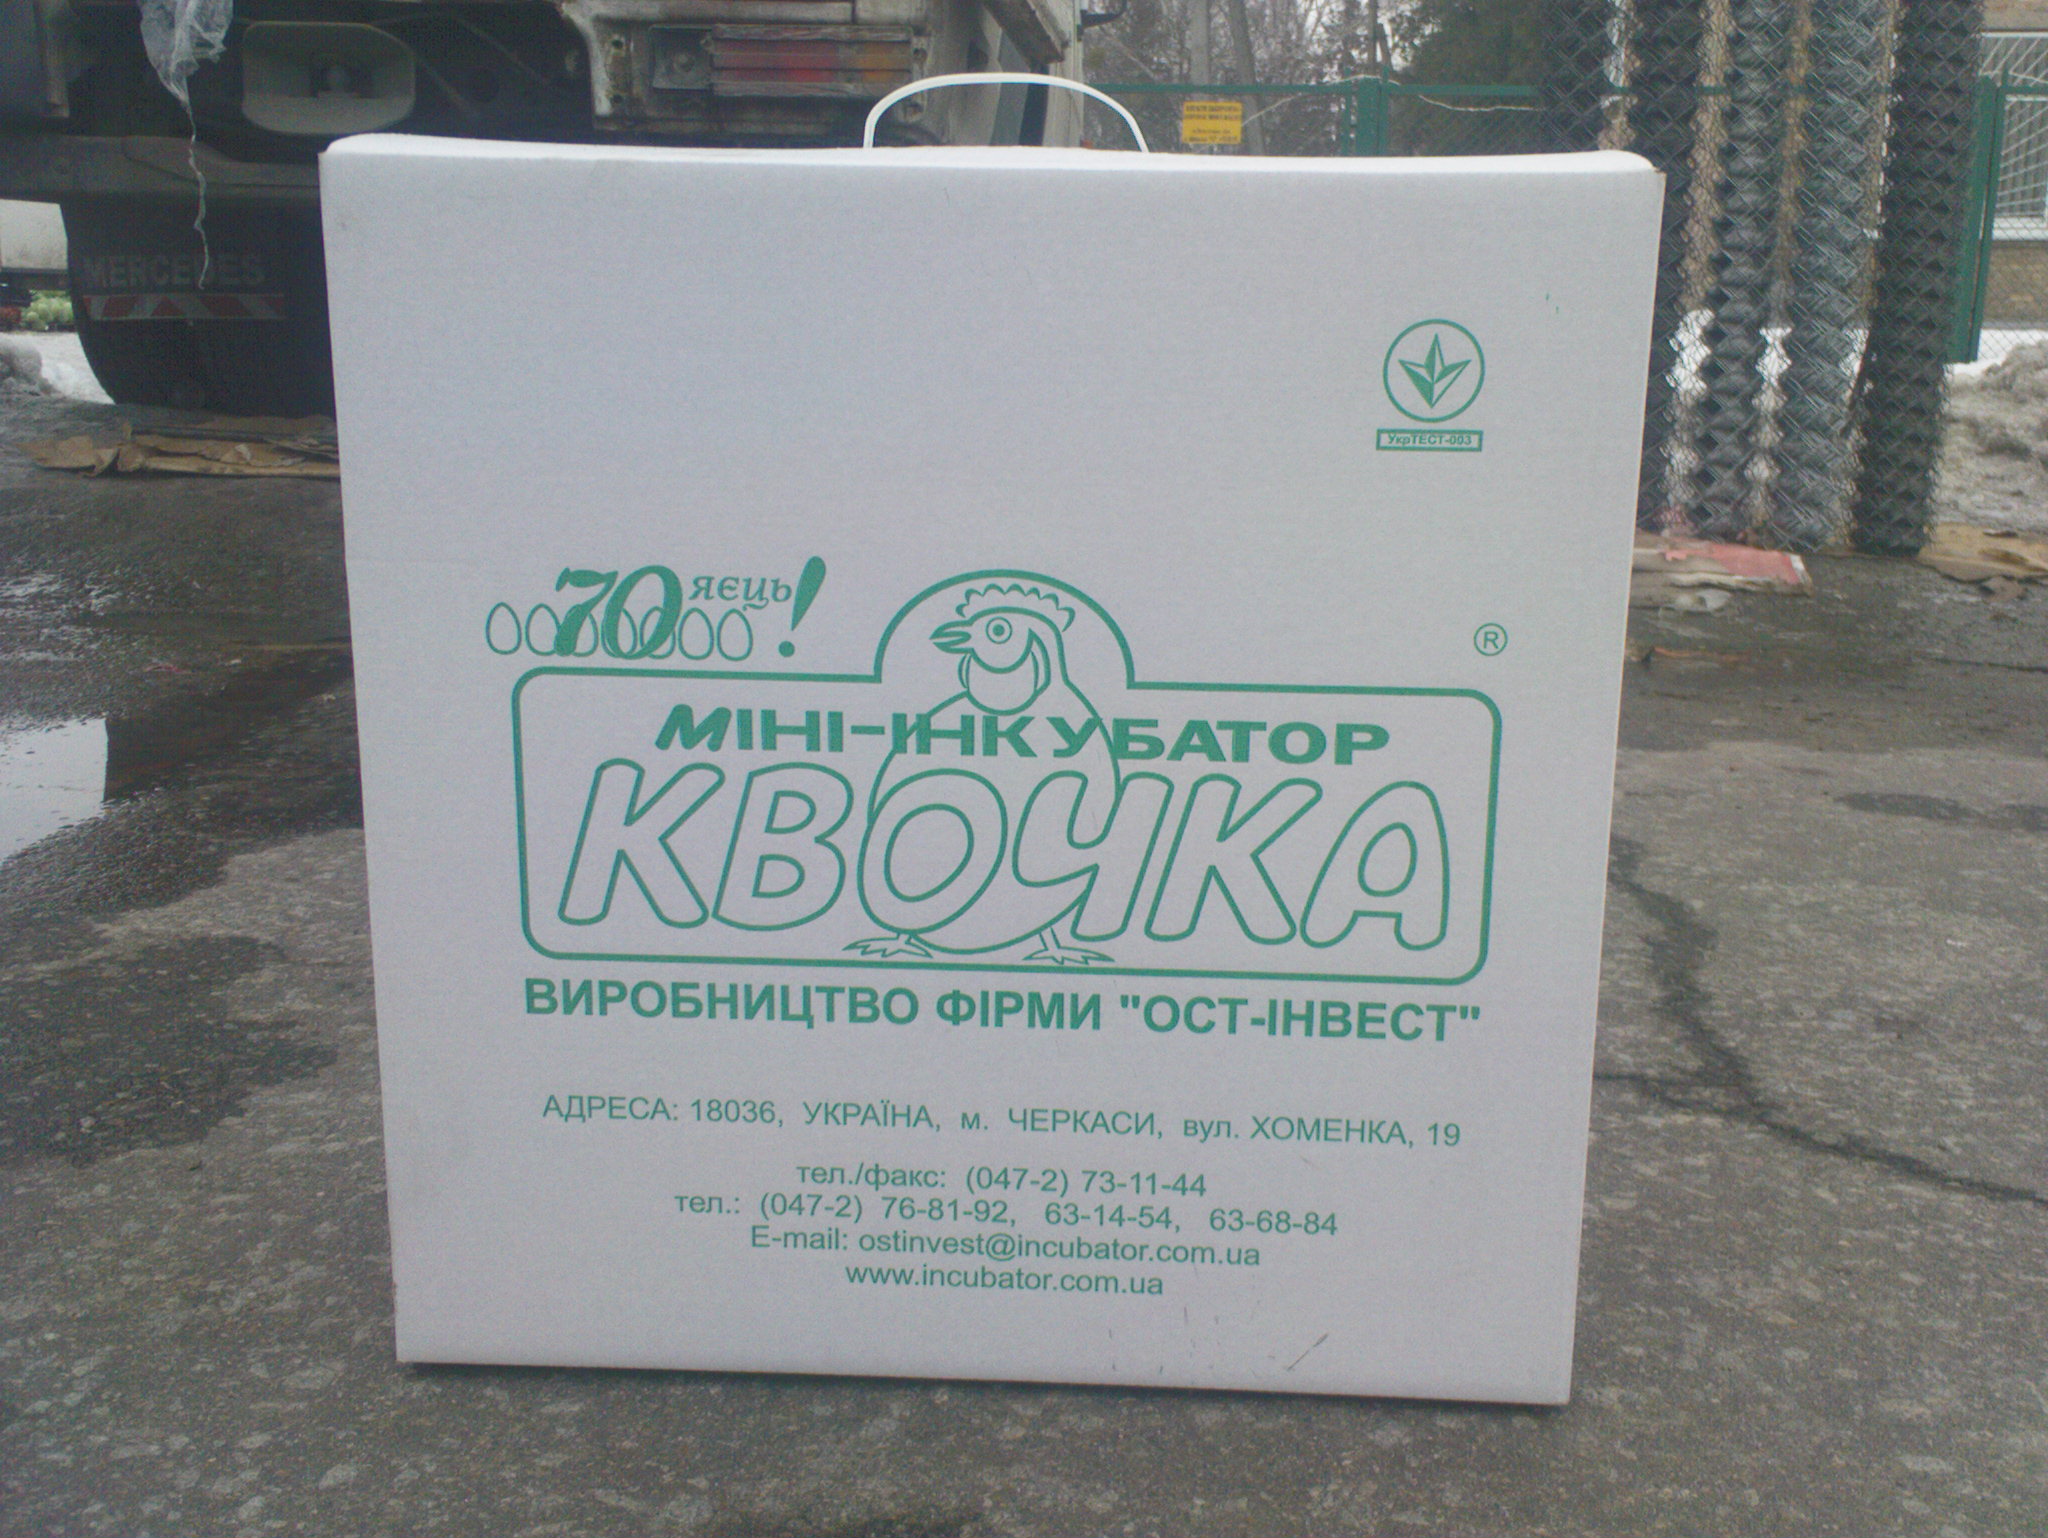 MERCEDES
УкрТЕСТ-003
70 яєць!
®
МІНІ-ІНКУБАТОР
КВОЧКА
ВИРОБНИЦТВО ФІРМИ "ОСТ-ІНВЕСТ"
АДРЕСА: 18036, УКРАЇНА, м. ЧЕРКАСИ, вул. ХОМЕНКА, 19
тел./факс: (047-2) 73-11-44
тел.: (047-2) 76-81-92, 63-14-54, 63-68-84
E-mail: ostinvest@incubator.com.ua
www.incubator.com.ua